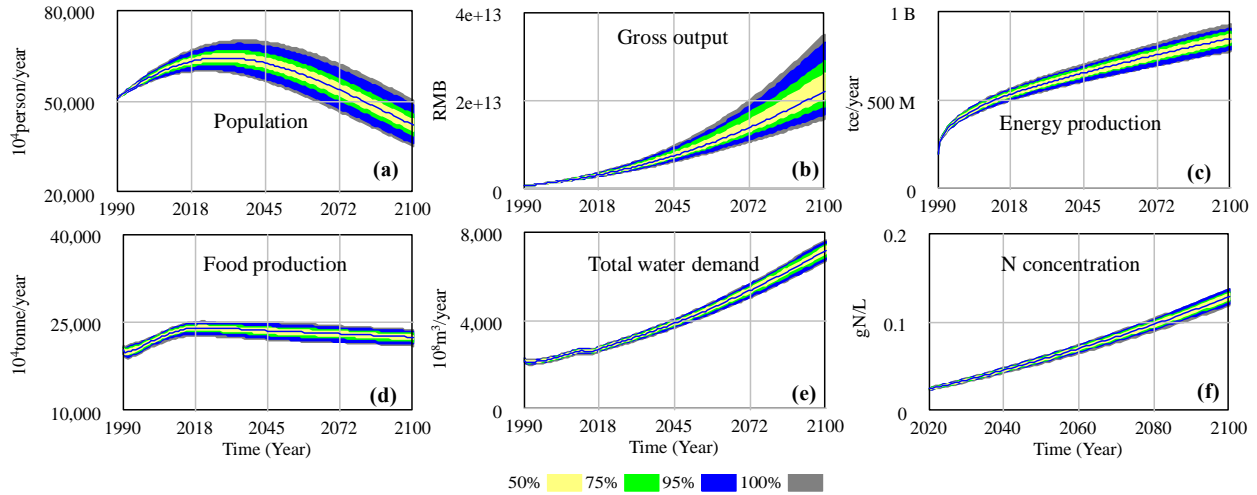 80,000
50,000
20,000
10⁴person/year
Population
(a)
1990 2018 2045 2072 2100
4e+13
2e+13
0
RMB
Gross output
(b)
1990 2018 2045 2072 2100
1 B
500 M
0
tce/year
Energy production
(c)
1990 2018 2045 2072 2100
40,000
25,000
10,000
10⁴tonne/year
Food production
(d)
1990 2018 2045 2072 2100
Time (Year)
8,000
4,000
0
10⁸m³/year
Total water demand
(e)
1990 2018 2045 2072 2100
Time (Year)
0.2
0.1
0
gN/L
N concentration
(f)
2020 2040 2060 2080 2100
Time (Year)
50% 75% 95% 100%